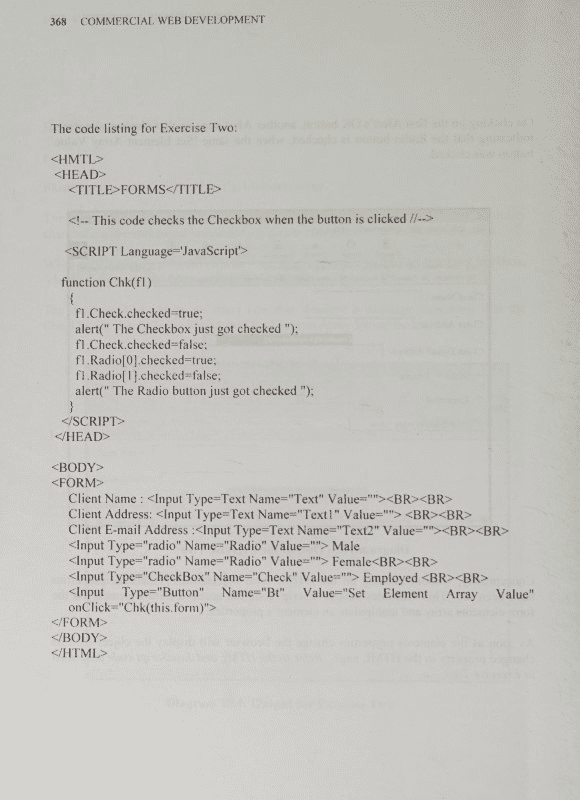 368 COMMERCIAL WEB DEVELOPMENT
The code listing for Exercise Two:
<HMTL>
<HEAD>
<TITLE>FORMS</TITLE>
<!-- This code checks the Checkbox when the button is clicked //-->
<SCRIPT Language='JavaScript'>
function Chk(f1)
{
f1.Check.checked=true;
alert(" The Checkbox just got checked ");
f1.Check.checked=false;
f1.Radio[0].checked=true;
f1.Radio[1].checked=false;
alert(" The Radio button just got checked ");
}
</SCRIPT>
</HEAD>
<BODY>
<FORM>
Client Name : <Input Type=Text Name="Text" Value=""><BR><BR>
Client Address: <Input Type=Text Name="Text1" Value=""> <BR><BR>
Client E-mail Address :<Input Type=Text Name="Text2" Value=""><BR><BR>
<Input Type="radio" Name="Radio" Value=""> Male
<Input Type="radio" Name="Radio" Value=""> Female<BR><BR>
<Input Type="CheckBox" Name="Check" Value=""> Employed <BR><BR>
<Input Type="Button" Name="Bt" Value="Set Element Array Value"
onClick="Chk(this.form)">
</FORM>
</BODY>
</HTML>